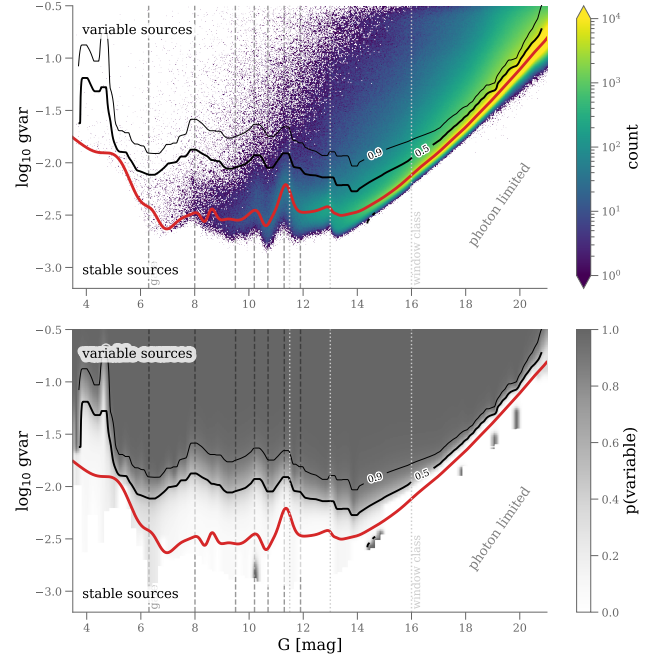 −0.5
−1.0
−1.5
−2.0
−2.5
−3.0
log₁₀ gvar
variable sources
stable sources
0.9
0.5
photon limited
window class
4 6 8 10 12 14 16 18 20
10⁴
10³
10²
10¹
10⁰
count
−0.5
−1.0
−1.5
−2.0
−2.5
−3.0
log₁₀ gvar
variable sources
stable sources
0.9
0.5
photon limited
window class
4 6 8 10 12 14 16 18 20
G [mag]
1.0
0.8
0.6
0.4
0.2
0.0
p(variable)